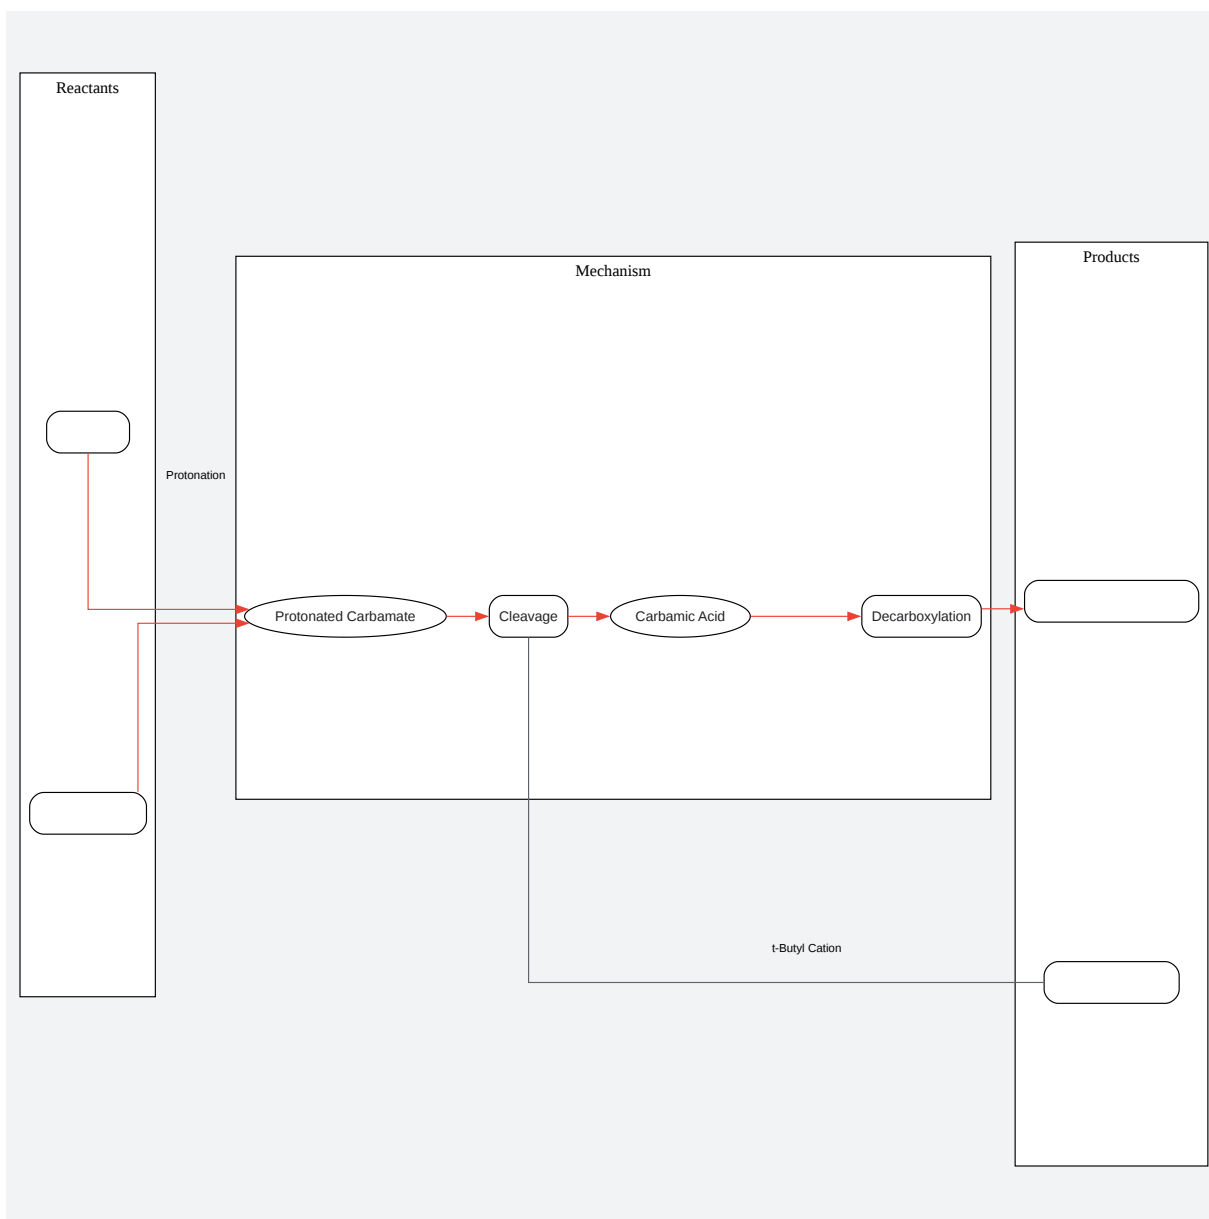 Reactants
Products
Mechanism
Protonation
Protonated Carbamate
Cleavage
Carbamic Acid
Decarboxylation
t-Butyl Cation